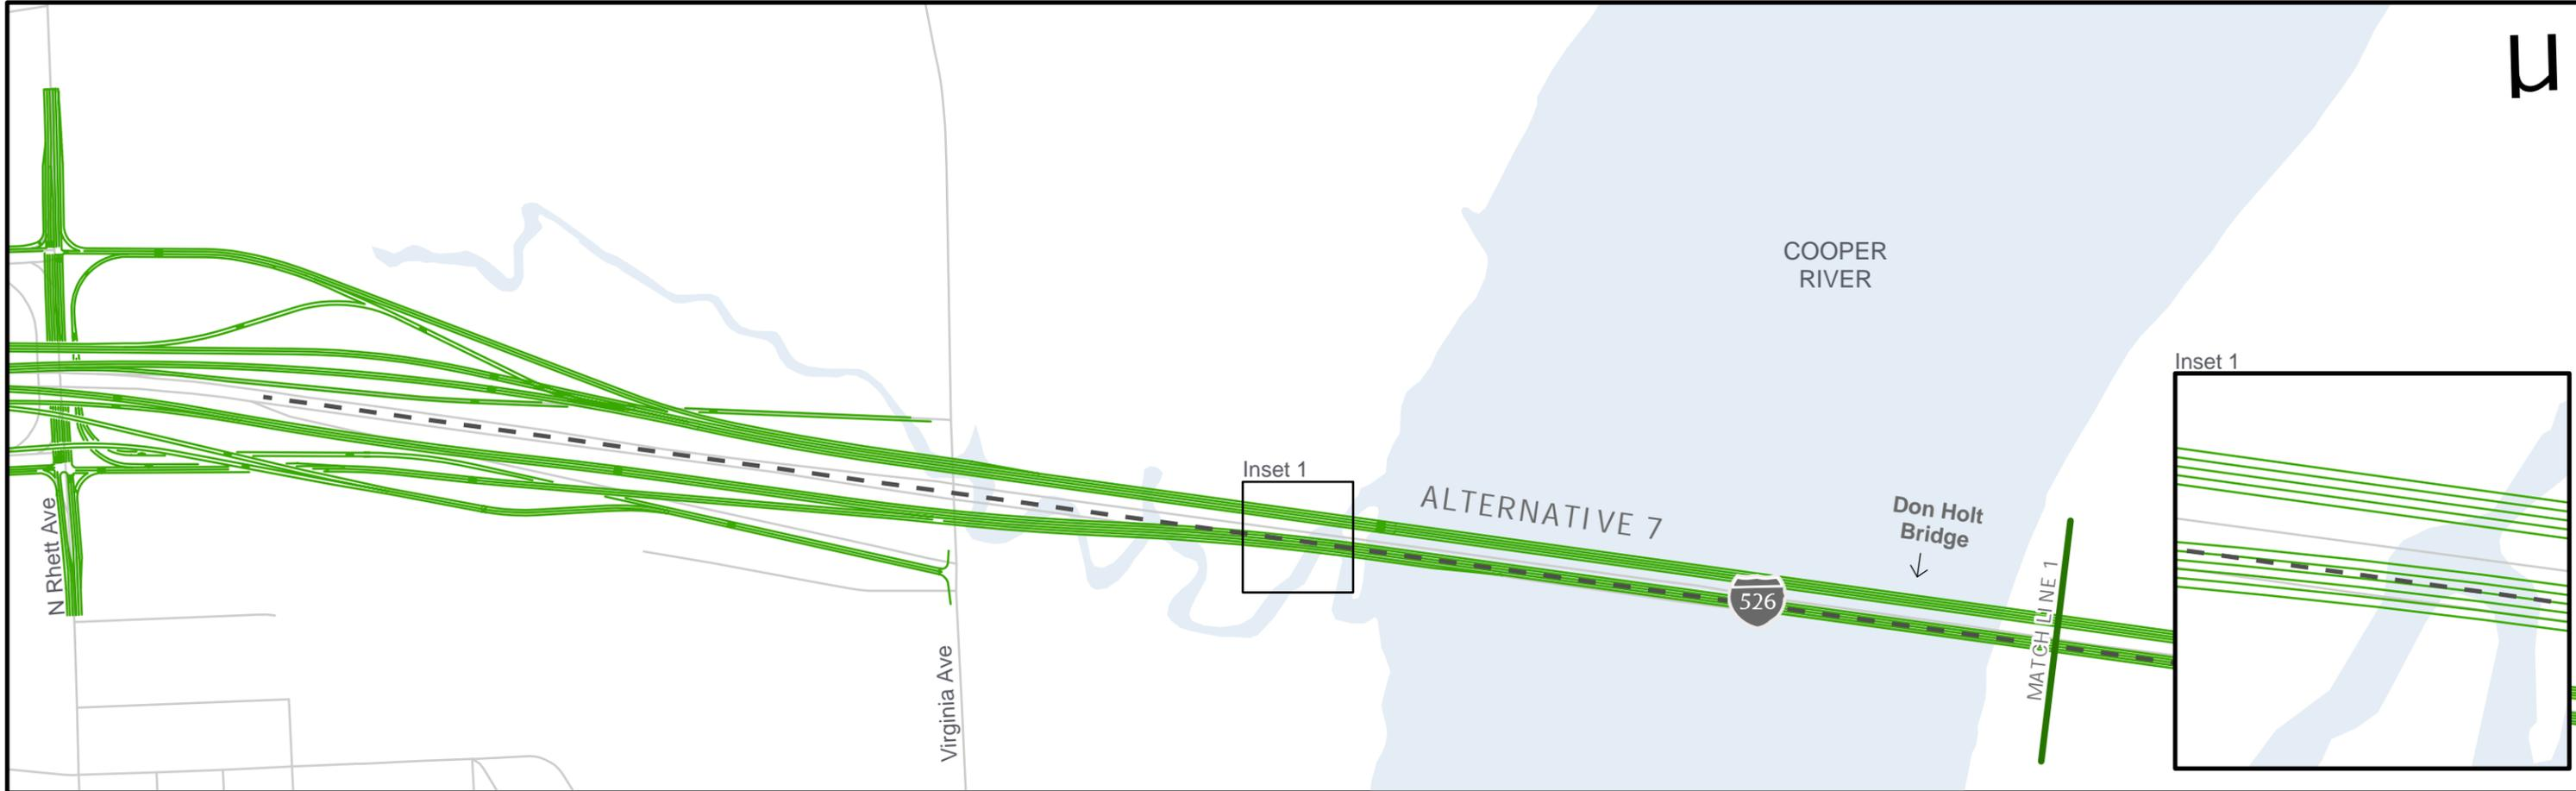 µ
COOPER
RIVER
Inset 1
Inset 1
ALTERNATIVE 7
Don Holt
Bridge
526
MATCH LINE 1
N Rhett Ave
Virginia Ave